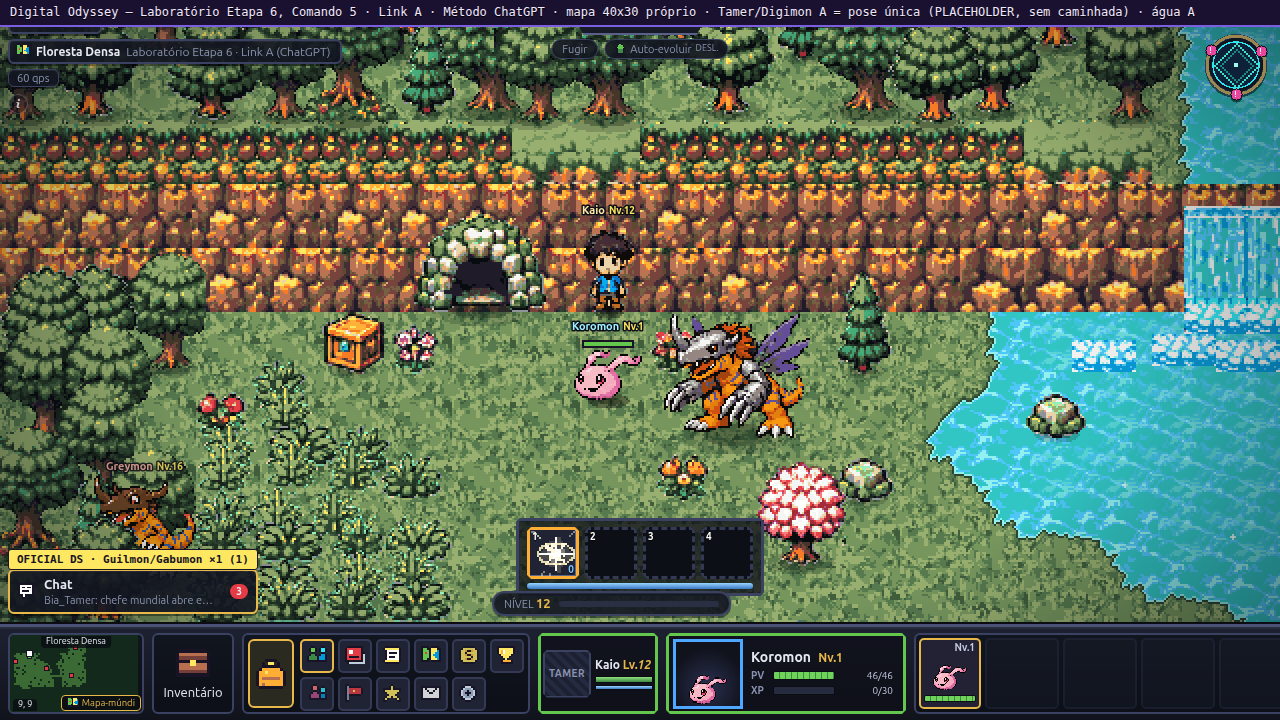 Digital Odyssey — Laboratório Etapa 6, Comando 5 · Link A · Método ChatGPT · mapa 40x30 próprio · Tamer/Digimon A = pose única (PLACEHOLDER, sem caminhada) · água A
Floresta Densa Laboratório Etapa 6 · Link A (ChatGPT)
Fugir
Auto-evoluir DESL.
60 qps
i
Kaio Nv.12
Koromon Nv.1
Greymon Nv.16
OFICIAL DS · Guilmon/Gabumon ×1 (1)
Chat
Bia_Tamer: chefe mundial abre e...
3
1
0
2
3
4
NÍVEL 12
Floresta Densa
9, 9
Mapa-múndi
Inventário
TAMER
Kaio Lv.12
Koromon Nv.1
PV 46/46
XP 0/30
Nv.1